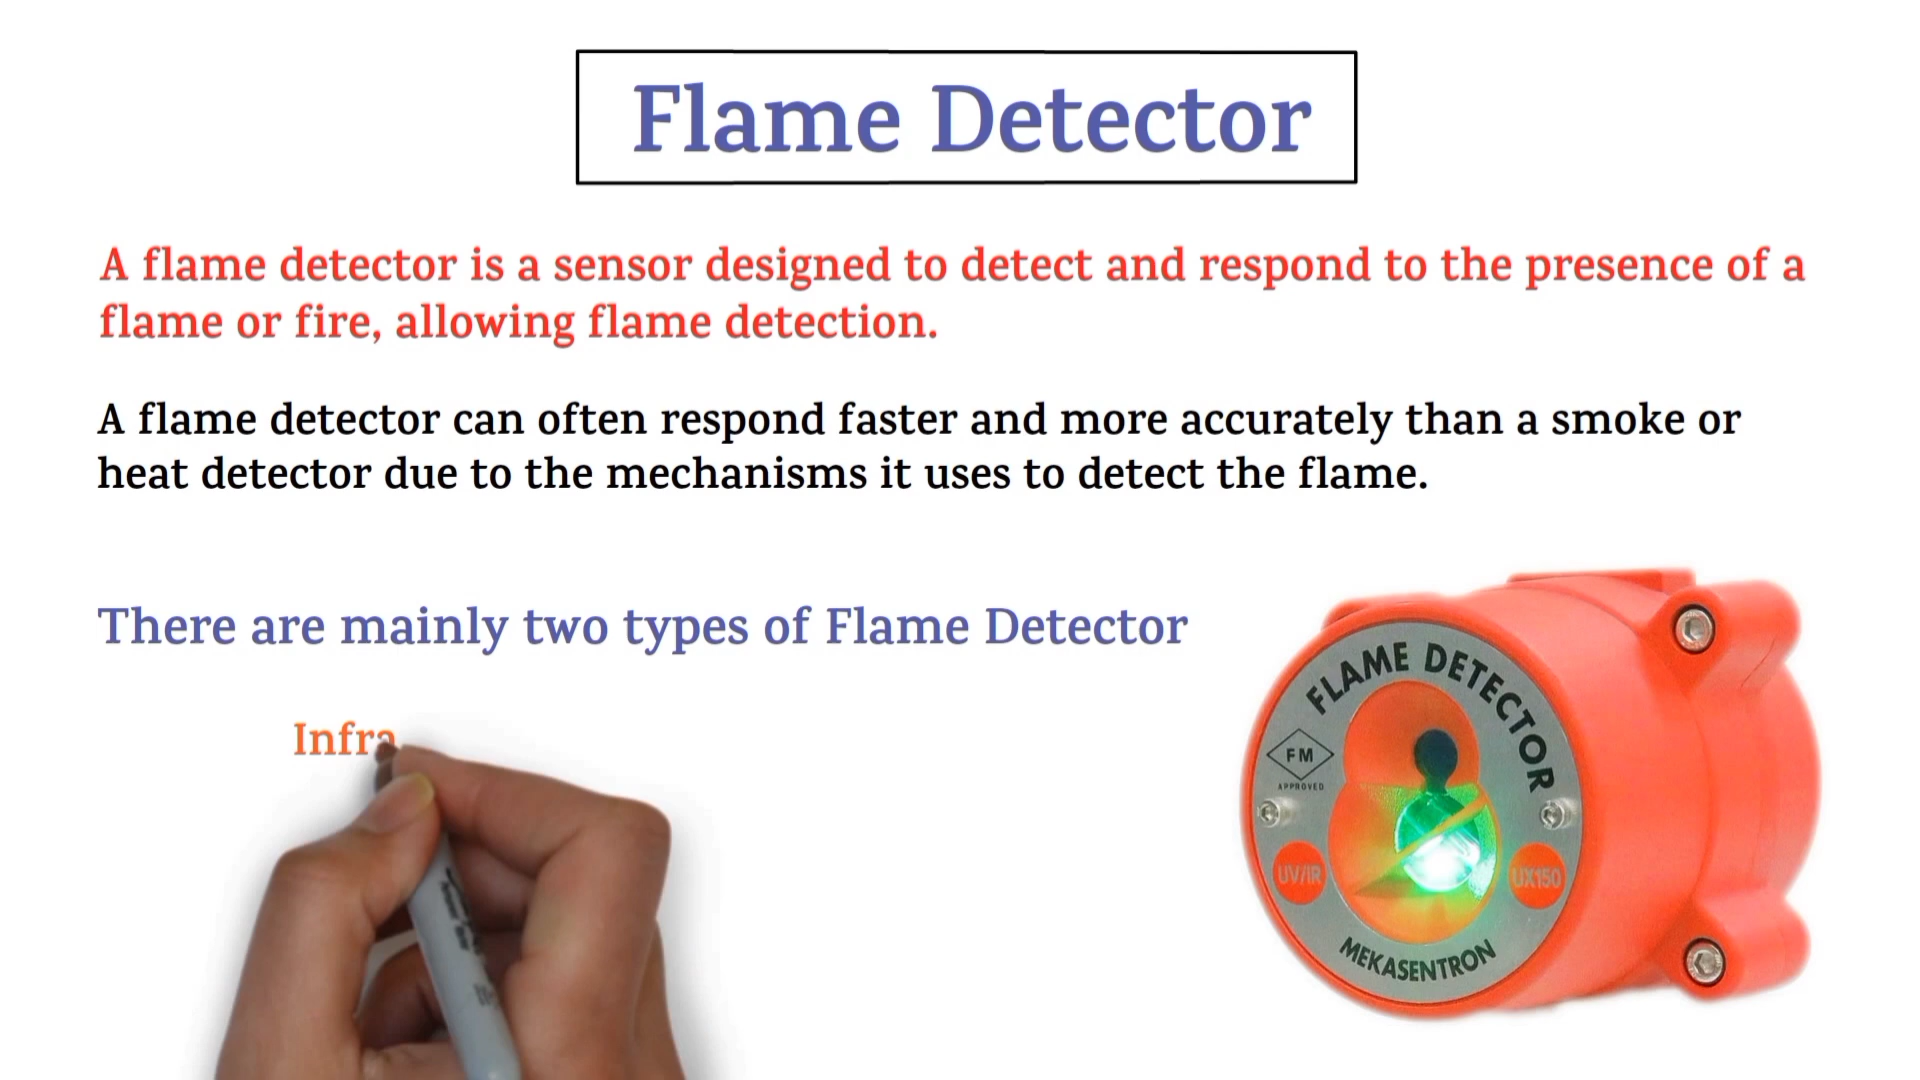 Flame Detector
A flame detector is a sensor designed to detect and respond to the presence of a
flame or fire, allowing flame detection.
A flame detector can often respond faster and more accurately than a smoke or
heat detector due to the mechanisms it uses to detect the flame.
There are mainly two types of Flame Detector
Infra
FLAME DETECTOR
FM
APPROVED
UV/IR
UX150
MEKASENTRON